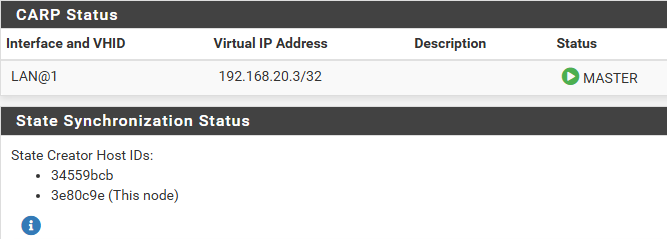 CARP Status
Interface and VHID Virtual IP Address Description Status
LAN@1 192.168.20.3/32 MASTER
State Synchronization Status
State Creator Host IDs:
34559bcb
3e80c9e (This node)